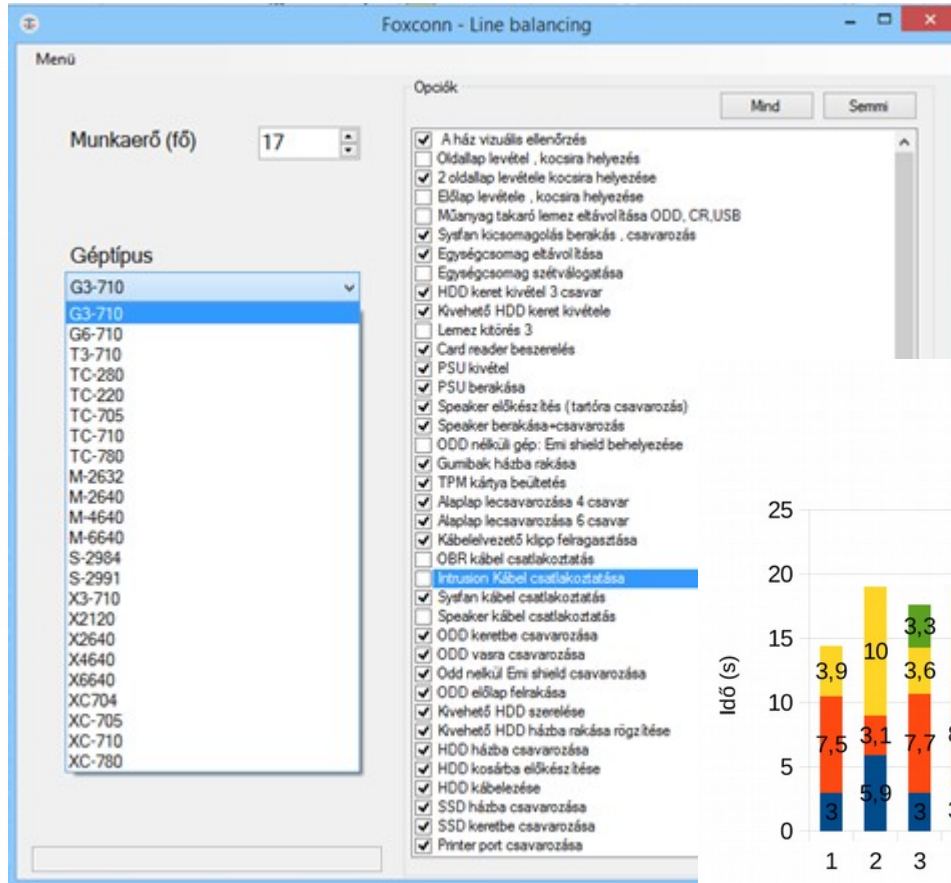 Foxconn - Line balancing
Menü
Munkaerő (fő)
17
Géptípus
G3-710
G3-710
G6-710
T3-710
TC-280
TC-220
TC-705
TC-710
TC-780
M-2632
M-2640
M-4640
M-6640
S-2984
S-2991
X3-710
X2120
X2640
X4640
X6640
XC704
XC-705
XC-710
XC-780
Opciók
Mind
Semmi
A ház vizuális ellenőrzés
Oldallap levétel , kocsira helyezés
2 oldallap levétele kocsira helyezése
Előlap levétele , kocsira helyezése
Műanyag takaró lemez eltávolítása ODD, CR,USB
Sysfan kicsomagolás berakás , csavarozás
Egységcsomag eltávolítása
Egységcsomag szétválogatása
HDD keret kivétel 3 csavar
Kivehető HDD keret kivétele
Lemez kitörés 3
Card reader beszerelés
PSU kivétel
PSU berakása
Speaker előkészítés (tartóra csavarozás)
Speaker berakása+csavarozás
ODD nélküli gép: Emi shield behelyezése
Gumibak házba rakása
TPM kártya beültetés
Alaplap lecsavarozása 4 csavar
Alaplap lecsavarozása 6 csavar
Kábelelvezető klipp felragasztása
OBR kábel csatlakoztatás
Intrusion Kábel csatlakoztatása
Sysfan kábel csatlakoztatás
Speaker kábel csatlakoztatás
ODD keretbe csavarozása
ODD vasra csavarozása
Odd nelkül Emi shield csavarozása
ODD előlap felrakása
Kivehető HDD szerelése
Kivehető HDD házba rakása rögzítése
HDD házba csavarozása
HDD kosárba előkészítése
HDD kábelezése
SSD házba csavarozása
SSD keretbe csavarozása
Printer port csavarozása
Idő (s)
25
20
15
10
5
0
3,9
7,5
3
10
3,1
5,9
3,3
3,6
7,7
3
1 2 3